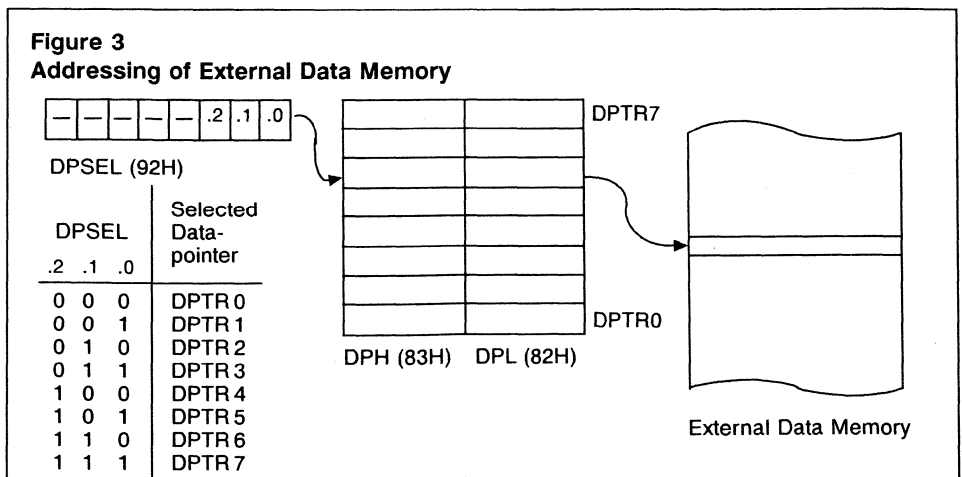 Figure 3
Addressing of External Data Memory
— — — — — .2 .1 .0
DPSEL (92H)
DPSEL Selected Data-pointer
.2 .1 .0
0 0 0 DPTR 0
0 0 1 DPTR 1
0 1 0 DPTR 2
0 1 1 DPTR 3
1 0 0 DPTR 4
1 0 1 DPTR 5
1 1 0 DPTR 6
1 1 1 DPTR 7
DPTR7
DPTR0
DPH (83H) DPL (82H)
External Data Memory